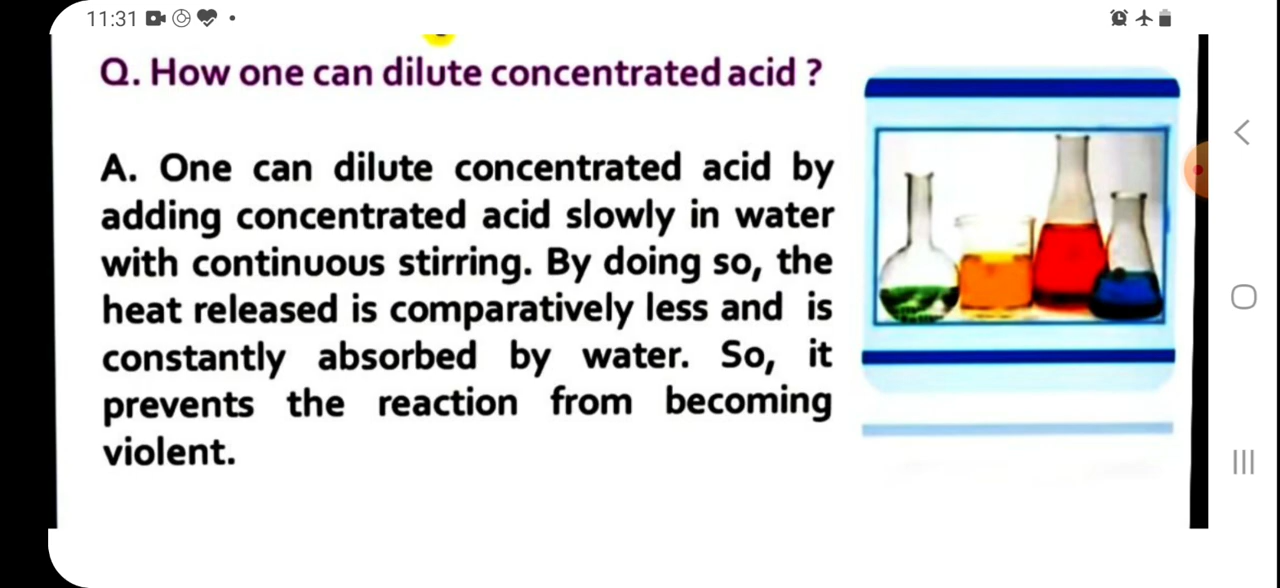 11:31
Q. How one can dilute concentrated acid ?
A. One can dilute concentrated acid by
adding concentrated acid slowly in water
with continuous stirring. By doing so, the
heat released is comparatively less and is
constantly absorbed by water. So, it
prevents the reaction from becoming
violent.